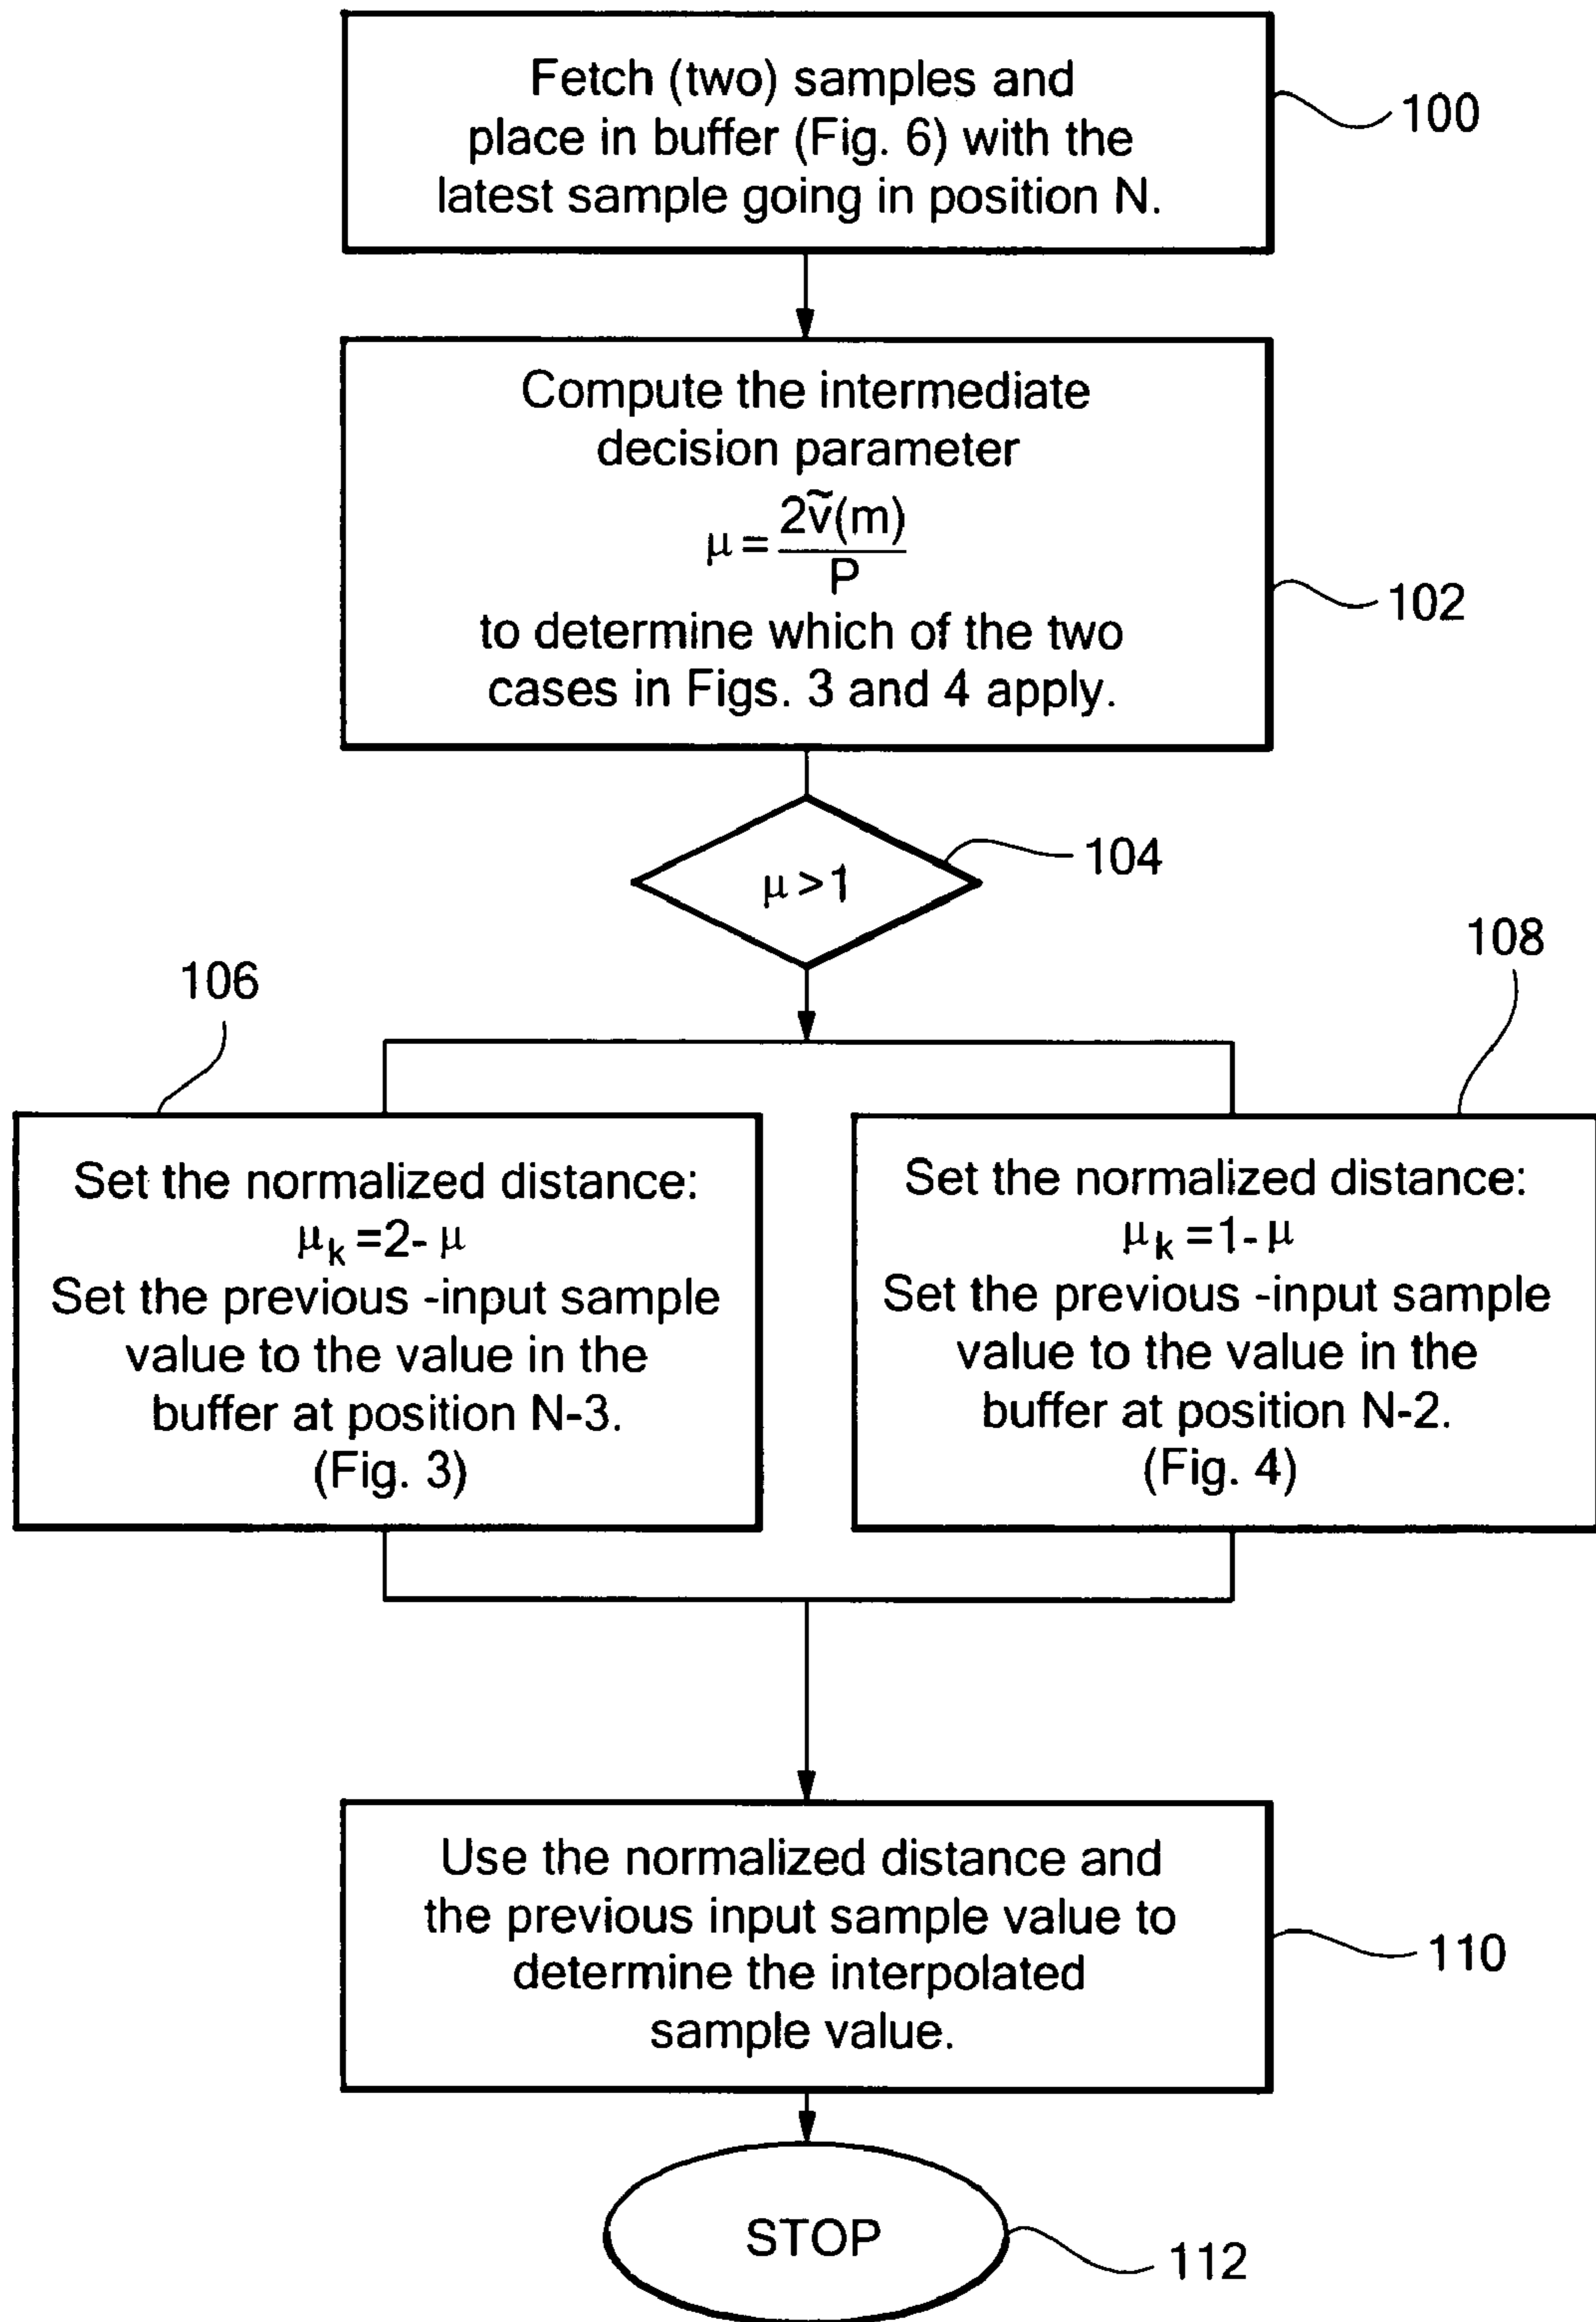 Fetch (two) samples and
place in buffer (Fig. 6) with the
latest sample going in position N.
100
Compute the intermediate
decision parameter
μ = 2ṽ(m)
P
to determine which of the two
cases in Figs. 3 and 4 apply.
102
μ >1
104
106
108
Set the normalized distance:
μk =2- μ
Set the previous -input sample
value to the value in the
buffer at position N-3.
(Fig. 3)
Set the normalized distance:
μk =1- μ
Set the previous -input sample
value to the value in the
buffer at position N-2.
(Fig. 4)
Use the normalized distance and
the previous input sample value to
determine the interpolated
sample value.
110
STOP
112